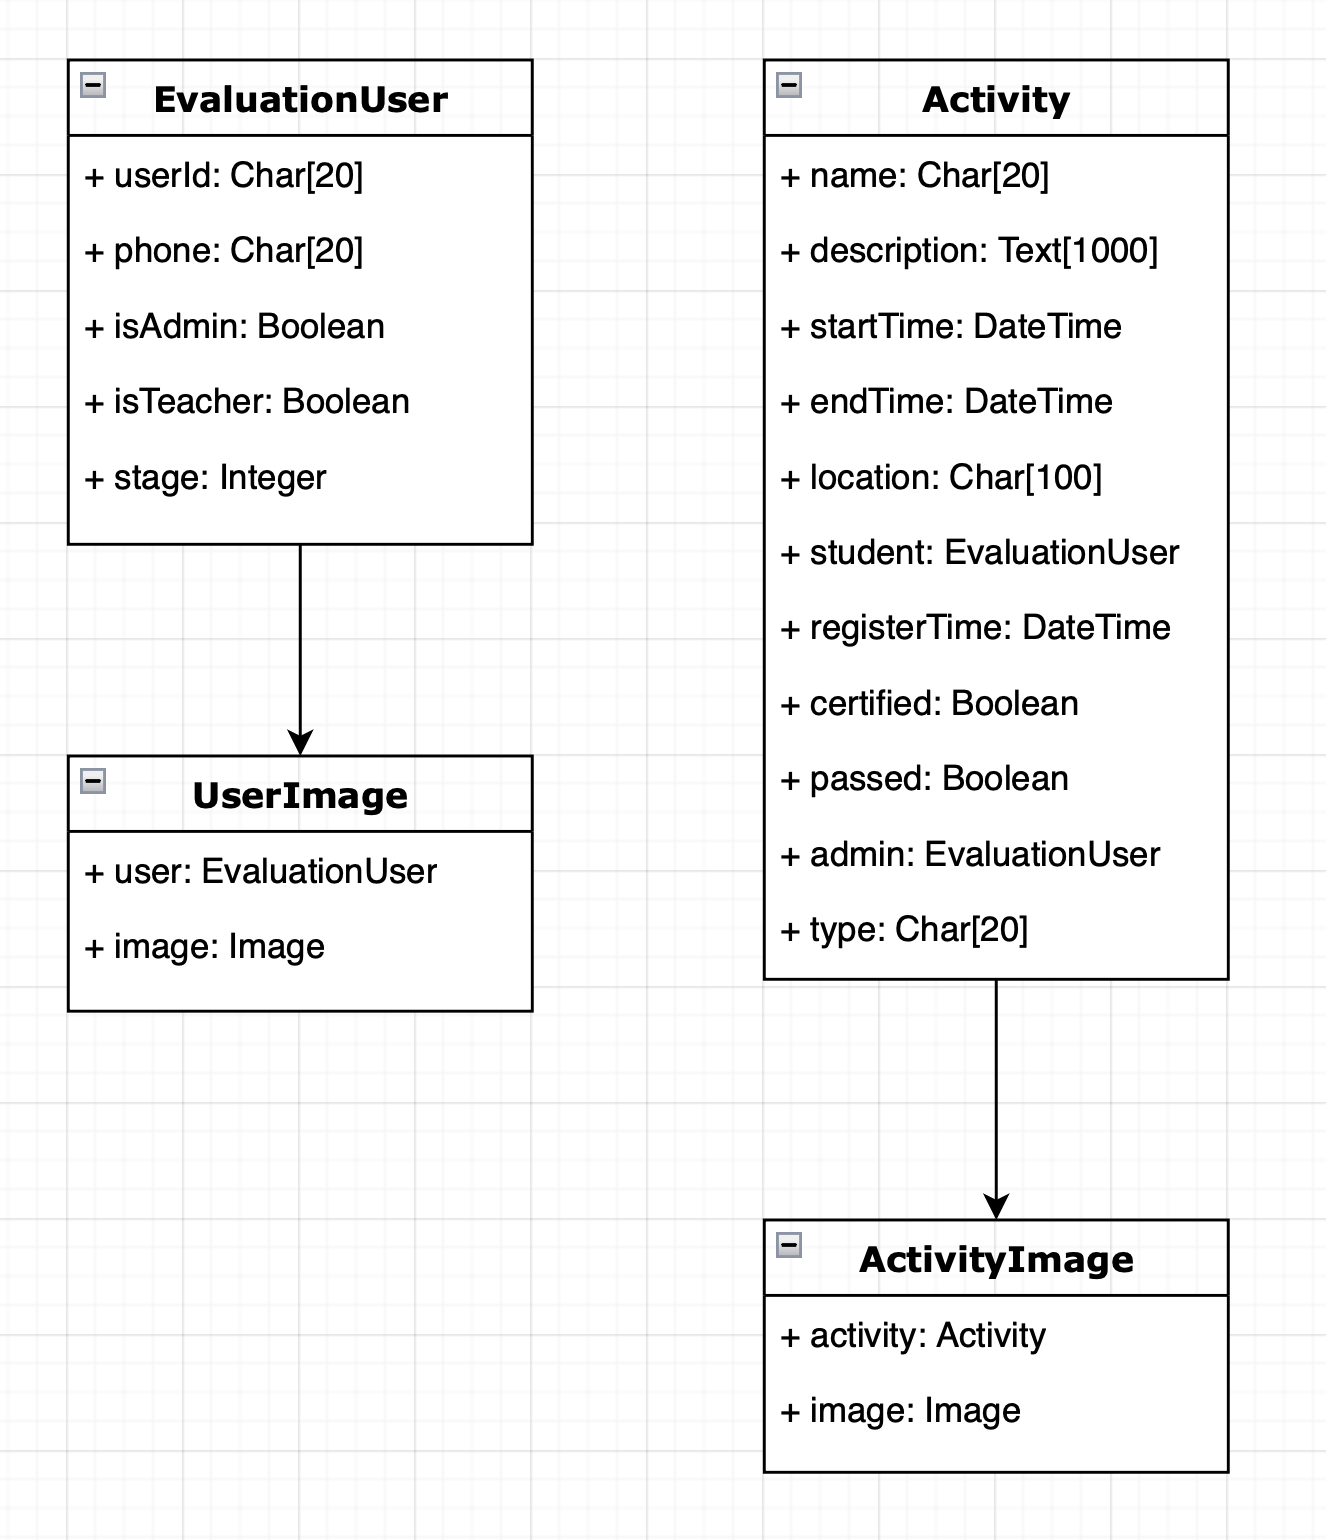 EvaluationUser
+ userId: Char[20]
+ phone: Char[20]
+ isAdmin: Boolean
+ isTeacher: Boolean
+ stage: Integer
UserImage
+ user: EvaluationUser
+ image: Image
Activity
+ name: Char[20]
+ description: Text[1000]
+ startTime: DateTime
+ endTime: DateTime
+ location: Char[100]
+ student: EvaluationUser
+ registerTime: DateTime
+ certified: Boolean
+ passed: Boolean
+ admin: EvaluationUser
+ type: Char[20]
ActivityImage
+ activity: Activity
+ image: Image